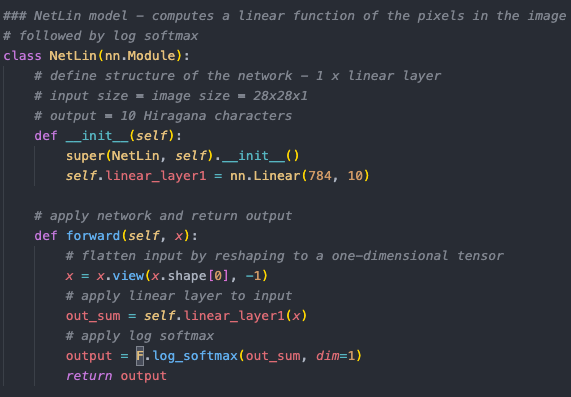 ### NetLin model - computes a linear function of the pixels in the image
# followed by log softmax
class NetLin(nn.Module):
    # define structure of the network - 1 x linear layer
    # input size = image size = 28x28x1
    # output = 10 Hiragana characters
    def __init__(self):
        super(NetLin, self).__init__()
        self.linear_layer1 = nn.Linear(784, 10)

    # apply network and return output
    def forward(self, x):
        # flatten input by reshaping to a one-dimensional tensor
        x = x.view(x.shape[0], -1)
        # apply linear layer to input
        out_sum = self.linear_layer1(x)
        # apply log softmax
        output = F.log_softmax(out_sum, dim=1)
        return output